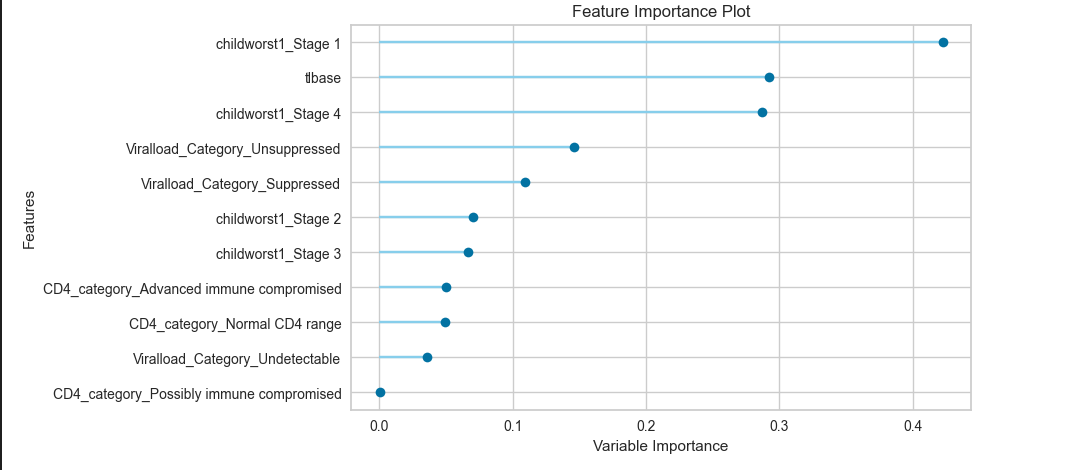 Feature Importance Plot
childworst1_Stage 1
tlbase
childworst1_Stage 4
Viralload_Category_Unsuppressed
Viralload_Category_Suppressed
childworst1_Stage 2
childworst1_Stage 3
CD4_category_Advanced immune compromised
CD4_category_Normal CD4 range
Viralload_Category_Undetectable
CD4_category_Possibly immune compromised
Features
0.0 0.1 0.2 0.3 0.4
Variable Importance